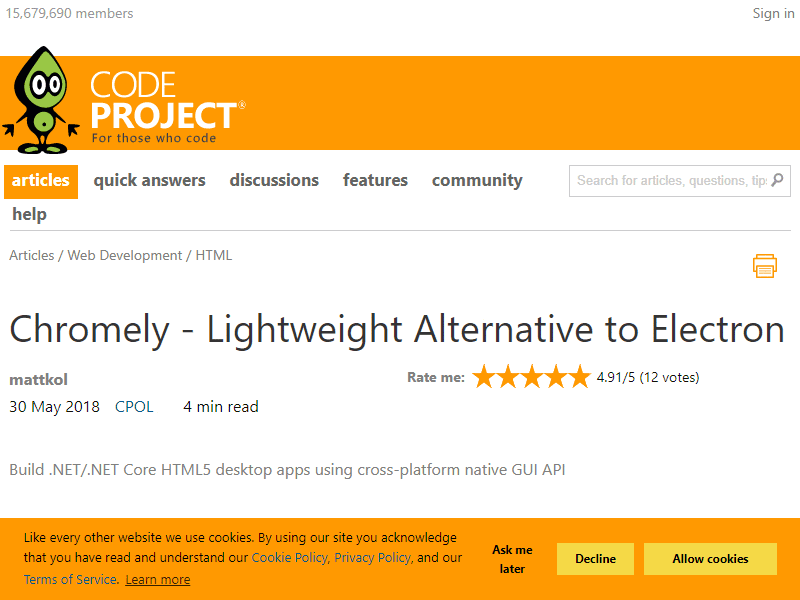 15,679,690 members
Sign in
CODE
PROJECT®
For those who code
articles quick answers discussions features community
Search for articles, questions, tips
help
Articles / Web Development / HTML
Chromely - Lightweight Alternative to Electron
mattkol
Rate me: 4.91/5 (12 votes)
30 May 2018 CPOL 4 min read
Build .NET/.NET Core HTML5 desktop apps using cross-platform native GUI API
Like every other website we use cookies. By using our site you acknowledge
that you have read and understand our Cookie Policy, Privacy Policy, and our
Terms of Service. Learn more
Ask me
later
Decline
Allow cookies